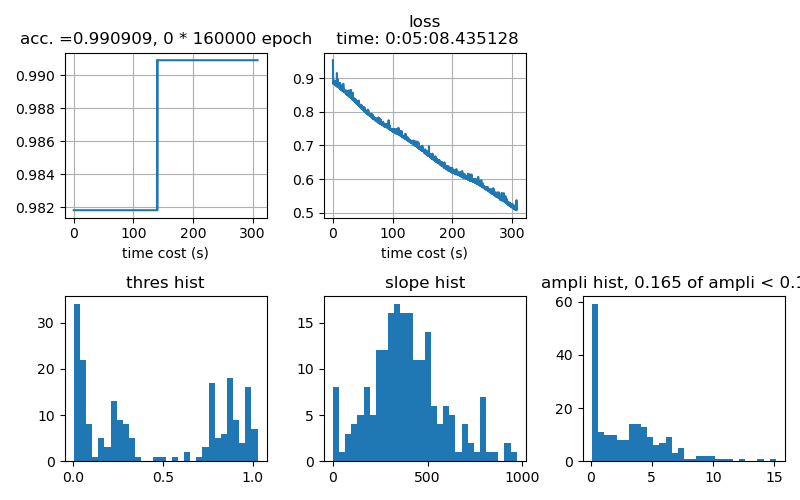 acc. =0.990909, 0 * 160000 epoch
loss
time: 0:05:08.435128
0.990
0.988
0.986
0.984
0.982
0 100 200 300
time cost (s)
0.9
0.8
0.7
0.6
0.5
0 100 200 300
time cost (s)
thres hist
30
20
10
0
0.0 0.5 1.0
slope hist
15
10
5
0
0 500 1000
ampli hist, 0.165 of ampli < 0.1
60
40
20
0
0 5 10 15